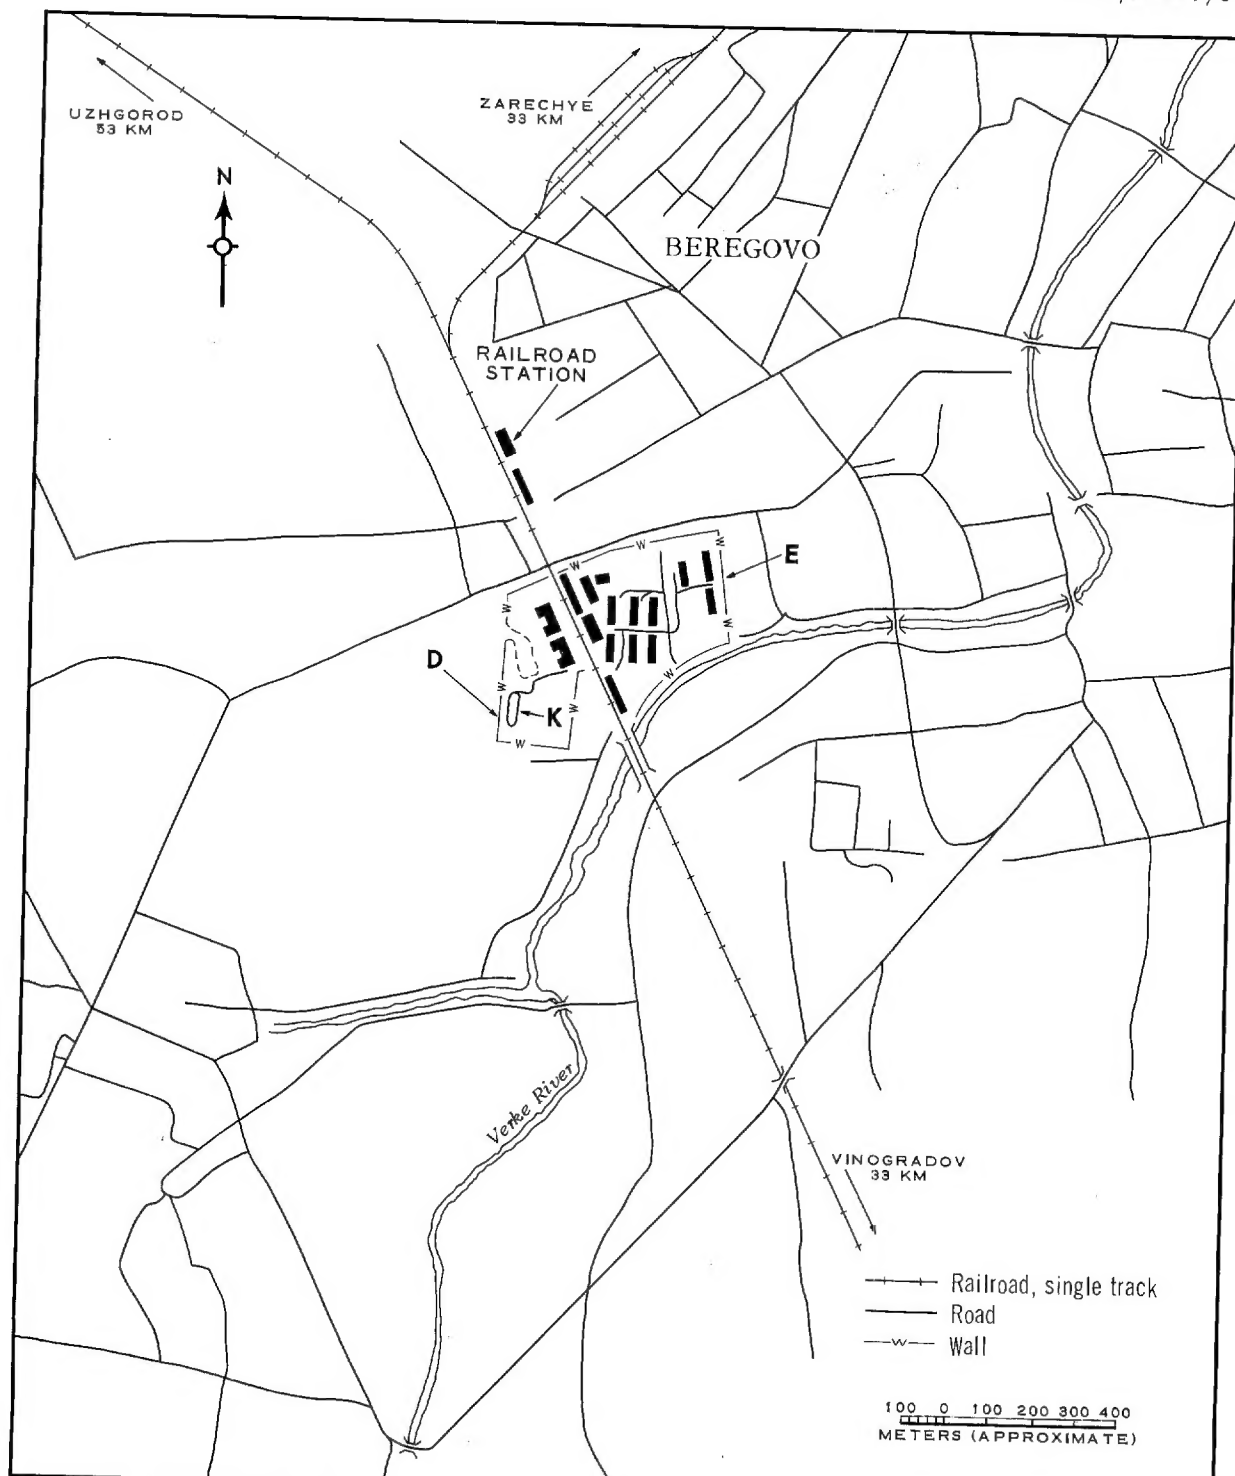 UZHGOROD
53 KM
ZARECHYE
33 KM
N
BEREGOVO
RAILROAD
STATION
W
W
W
E
W
W
D
W
W
K
W
W
Verke River
VINOGRADOV
33 KM
Railroad, single track
Road
W
Wall
100 0 100 200 300 400
METERS (APPROXIMATE)